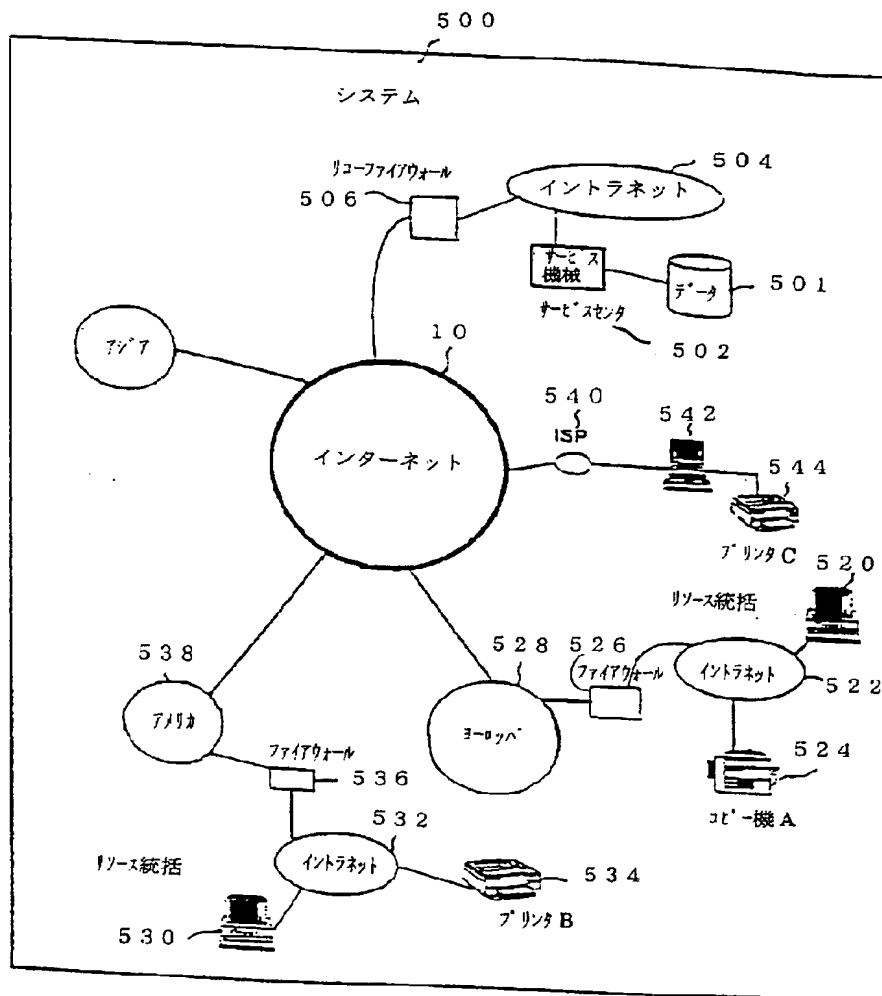 ５００
システム
５０４
リコーファイアウォール
イントラネット
５０６
サービス
機械
データ
５０１
サービスセンタ
５０２
アジア
１０
５４０
５４２
ISP
インターネット
５４４
プリンタC
５２０
リソース統括
５３８
５２８
５２６
ファイアウォール
イントラネット
５２２
アメリカ
ヨーロッパ
５２４
ファイアウォール
５３６
コピー機A
５３２
イントラネット
リソース統括
５３４
５３０
プリンタB